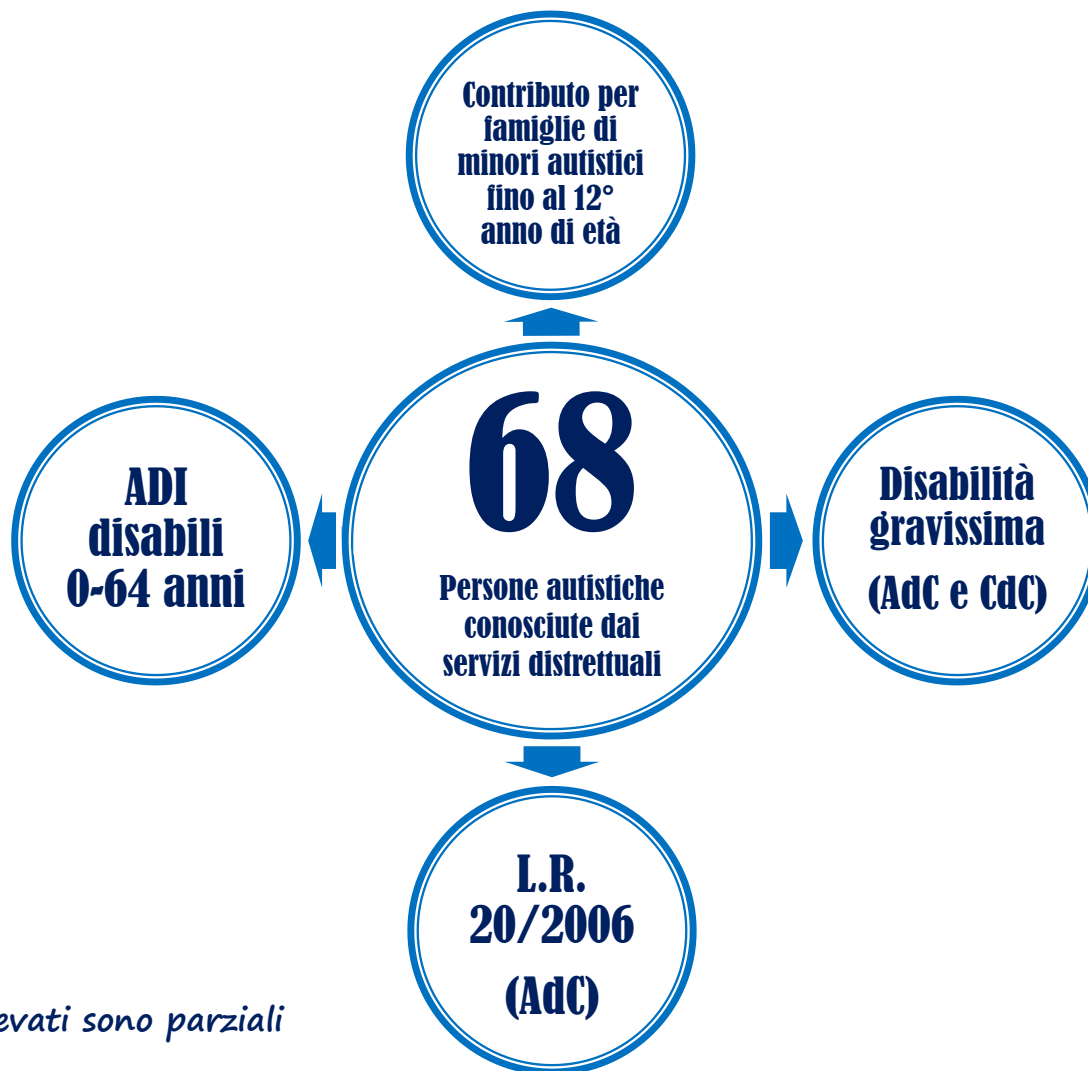 Contributo per
famiglie di
minori autistici
fino al 12°
anno di età
68
Persone autistiche
conosciute dai
servizi distrettuali
ADI
disabili
0-64 anni
Disabilità
gravissima
(AdC e CdC)
L.R.
20/2006
(AdC)
sono parziali